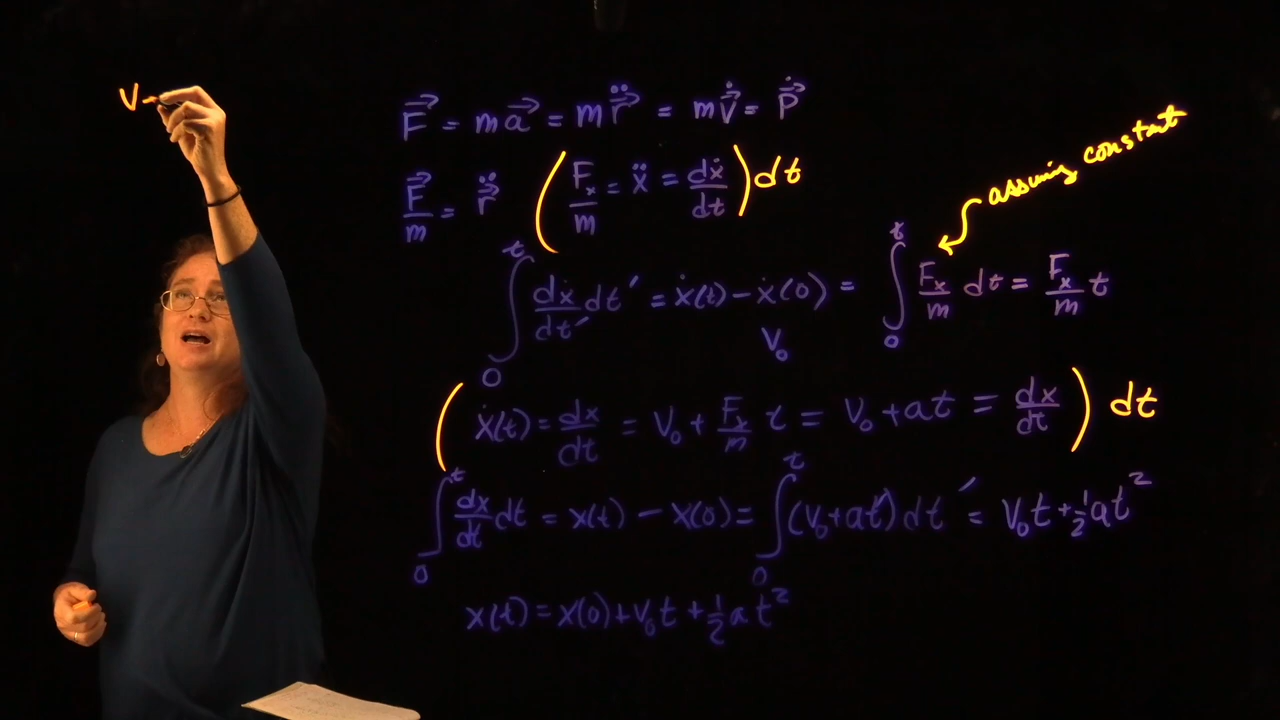 V-
F⃗ = ma⃗ = m r⃗̈ = m v⃗̇ = p⃗̇
F⃗/m = r⃗̈ (Fₓ/m = ẍ = dẋ/dt) dt
assuming constant
∫₀ᵗ dẋ/dt′ dt′ = ẋ(t) - ẋ(0) = ∫₀ᵗ Fₓ/m dt = Fₓ/m t
V₀
(ẋ(t) = dx/dt = V₀ + Fₓ/m t = V₀ + at = dx/dt) dt
∫₀ᵗ dx/dt dt = x(t) - x(0) = ∫₀ᵗ (V₀ + at′) dt′ = V₀t + ½at²
x(t) = x(0) + V₀t + ½at²